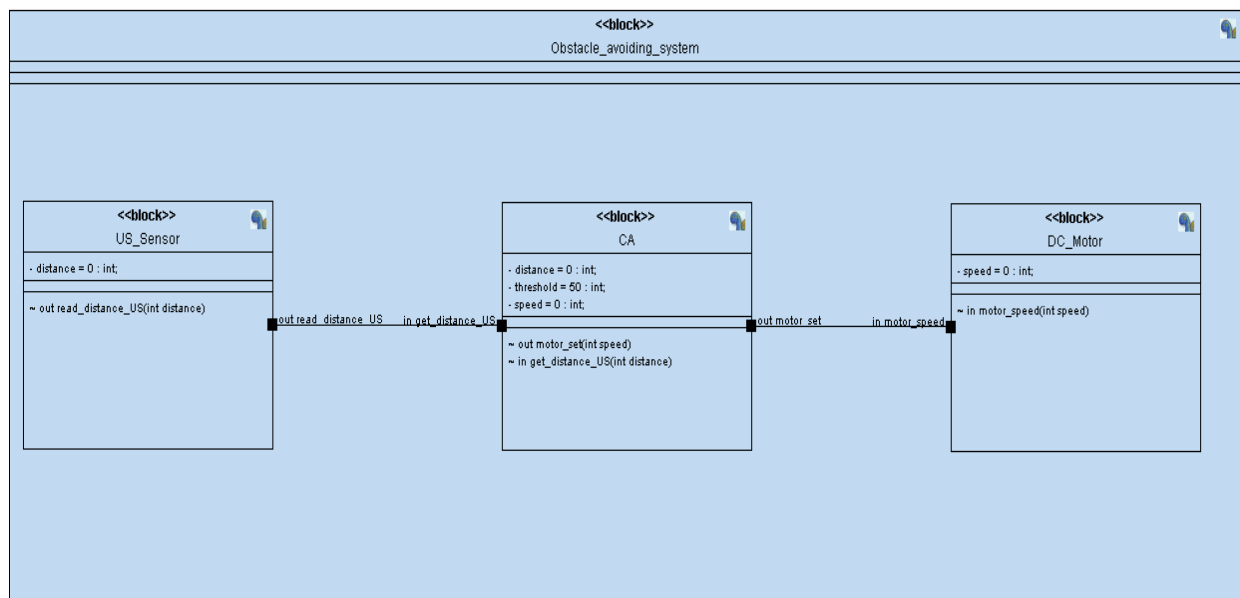 <<block>>
Obstacle_avoiding_system
<<block>>
US_Sensor
- distance = 0 : int;
~ out read_distance_US(int distance)
out read_distance_US
in get_distance_US
<<block>>
CA
- distance = 0 : int;
- threshold = 50 : int;
- speed = 0 : int;
~ out motor_set(int speed)
~ in get_distance_US(int distance)
out motor_set
in motor_speed
<<block>>
DC_Motor
- speed = 0 : int;
~ in motor_speed(int speed)